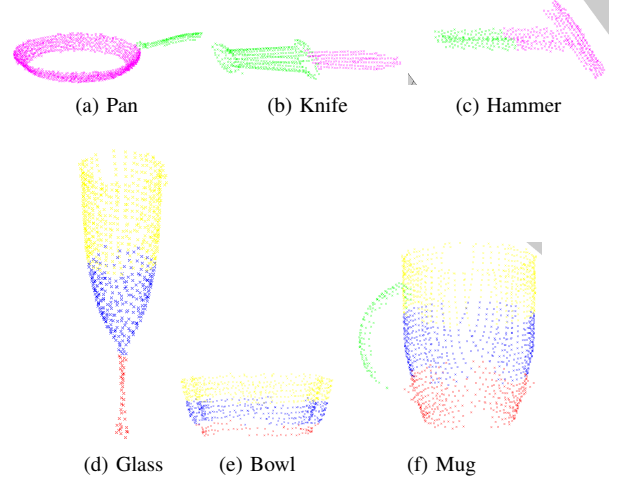 (a) Pan
(b) Knife
(c) Hammer
(d) Glass
(e) Bowl
(f) Mug